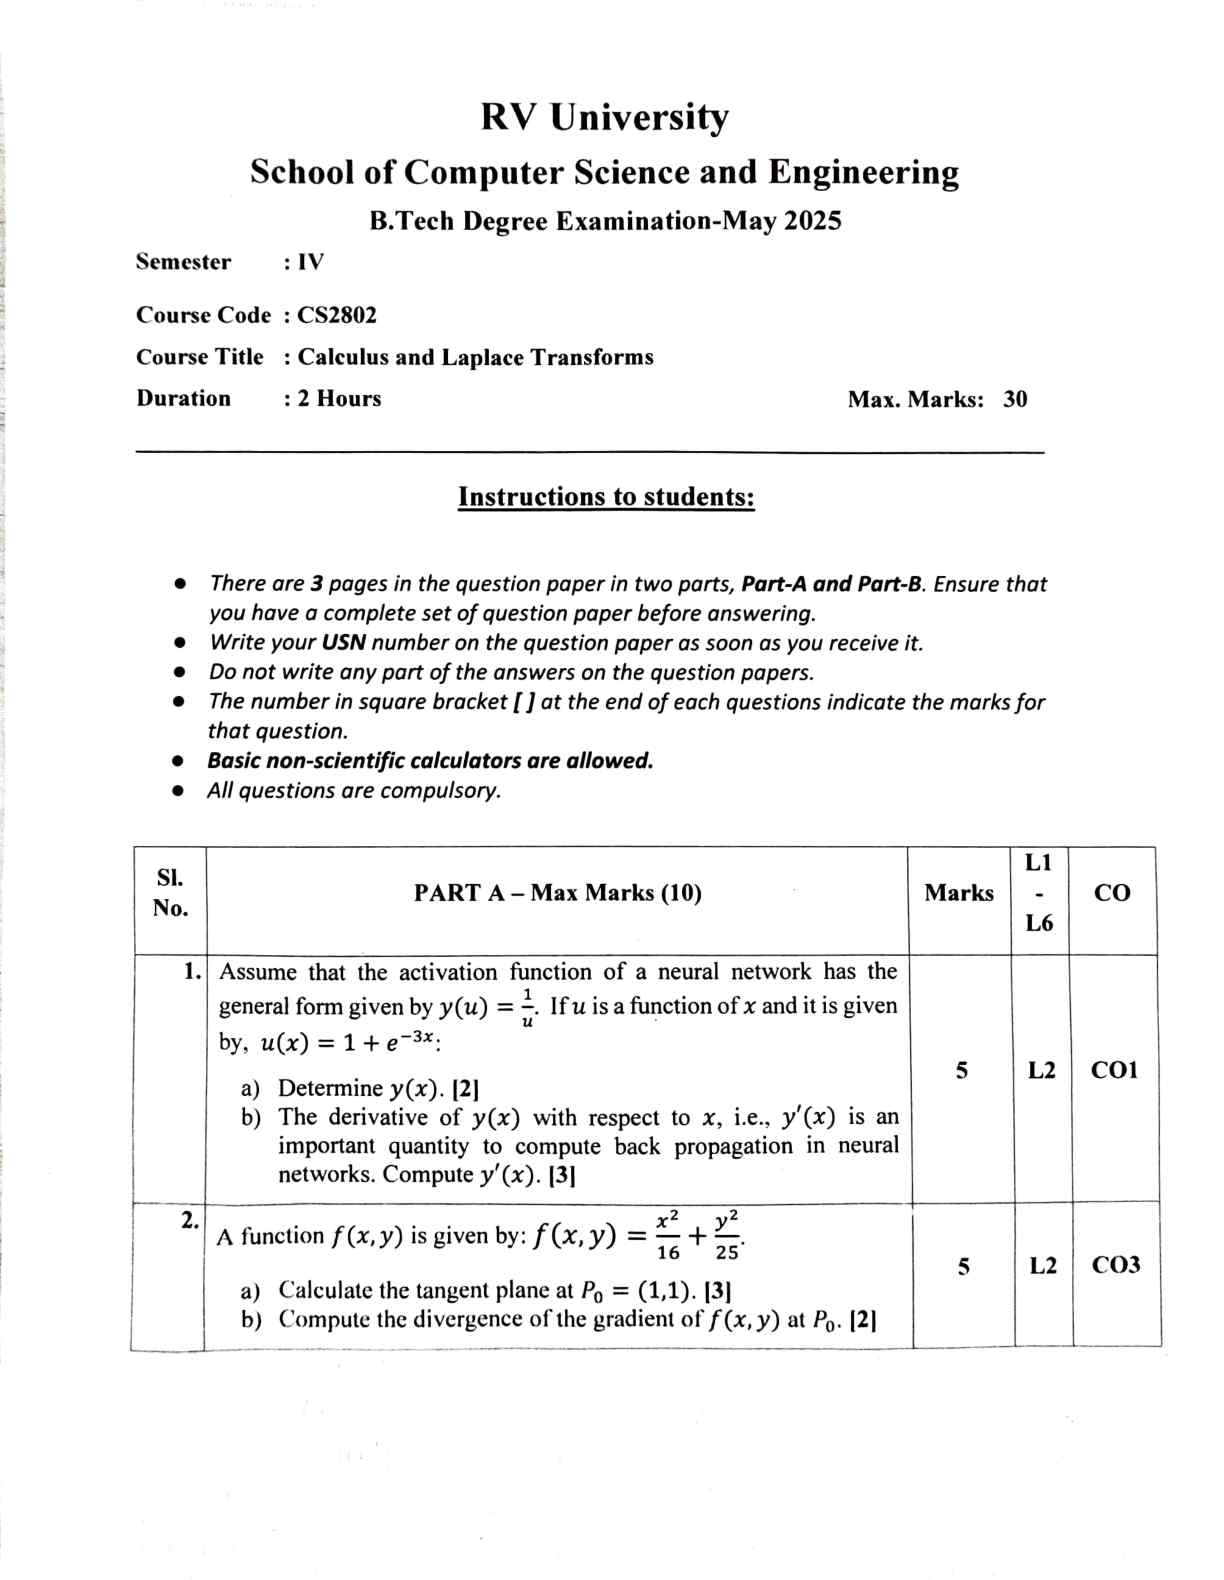 RV University
School of Computer Science and Engineering
B.Tech Degree Examination-May 2025
Semester : IV
Course Code : CS2802
Course Title : Calculus and Laplace Transforms
Duration : 2 Hours Max. Marks: 30
Instructions to students:
● There are 3 pages in the question paper in two parts, Part-A and Part-B. Ensure that
you have a complete set of question paper before answering.
● Write your USN number on the question paper as soon as you receive it.
● Do not write any part of the answers on the question papers.
● The number in square bracket [ ] at the end of each questions indicate the marks for
that question.
● Basic non-scientific calculators are allowed.
● All questions are compulsory.
Sl. No. PART A – Max Marks (10) Marks L1 - L6 CO
1. Assume that the activation function of a neural network has the
general form given by y(u) = 1/u. If u is a function of x and it is given
by, u(x) = 1 + e^{-3x}:
a) Determine y(x). [2]
b) The derivative of y(x) with respect to x, i.e., y′(x) is an
important quantity to compute back propagation in neural
networks. Compute y′(x). [3]
5 L2 CO1
2. A function f(x, y) is given by: f(x, y) = x²/16 + y²/25.
a) Calculate the tangent plane at P₀ = (1,1). [3]
b) Compute the divergence of the gradient of f(x, y) at P₀. [2]
5 L2 CO3